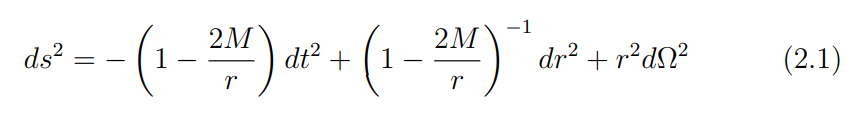 ds² = −(1 − 2M/r) dt² + (1 − 2M/r)⁻¹ dr² + r²dΩ² (2.1)